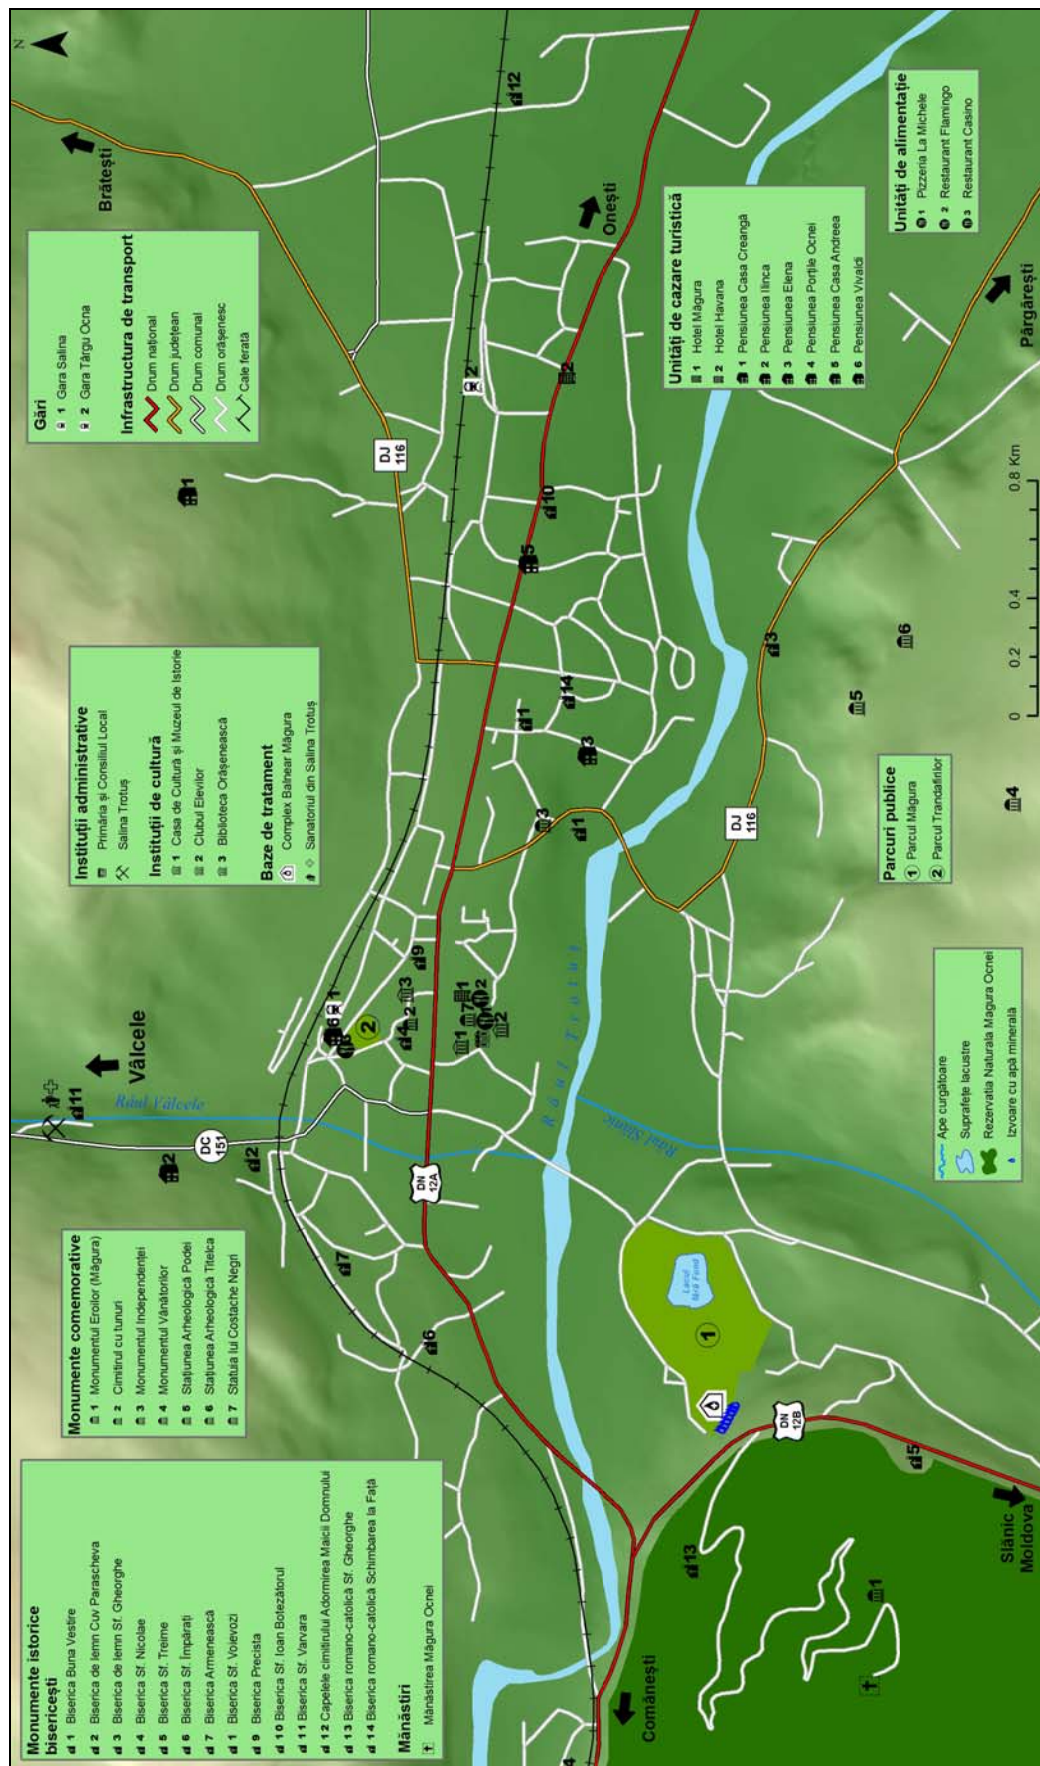 Monumente istorice
bisericești
1 Biserica Buna Vestire
2 Biserica de lemn Cuv Parascheva
3 Biserica de lemn Sf. Gheorghe
4 Biserica Sf. Nicolae
5 Biserica Sf. Treime
6 Biserica Sf. Împărați
7 Biserica Armenească
1 Biserica Sf. Voievozi
9 Biserica Precista
10 Biserica Sf. Ioan Botezătorul
11 Biserica Sf. Varvara
12 Capelele cimitirului Adormirea Maicii Domnului
13 Biserica romano-catolică Sf. Gheorghe
14 Biserica romano-catolică Schimbarea la Față
Mănăstiri
Mănăstirea Măgura Ocnei
Monumente comemorative
1 Monumentul Eroilor (Măgura)
2 Cimitirul cu tunuri
3 Monumentul Independenței
4 Monumentul Vânătorilor
5 Stațiunea Arheologică Podei
6 Stațiunea Arheologică Titelca
7 Statuia lui Costache Negri
Instituții administrative
Primăria și Consiliul Local
Salina Trotuș
Instituții de cultură
1 Casa de Cultură și Muzeul de Istorie
2 Clubul Elevilor
3 Biblioteca Orășenească
Baze de tratament
Complex Balnear Măgura
Sanatoriul din Salina Trotuș
Gări
1 Gara Salina
2 Gara Târgu Ocna
Infrastructura de transport
Drum național
Drum județean
Drum comunal
Drum orășenesc
Cale ferată
N
Brătești
Vâlcele
Râul Vâlcele
DC
151
DJ
116
DN
12A
Onești
Râul Trotuș
Râul Slănic
Lacul
fără Fund
DN
12B
DJ
116
Comănești
Slănic
Moldova
Pârgărești
Unități de cazare turistică
1 Hotel Măgura
2 Hotel Havana
1 Pensiunea Casa Creangă
2 Pensiunea Ilinca
3 Pensiunea Elena
4 Pensiunea Porțile Ocnei
5 Pensiunea Casa Andreea
6 Pensiunea Vivaldi
Unități de alimentație
1 Pizzeria La Michele
2 Restaurant Flamingo
3 Restaurant Casino
Parcuri publice
1 Parcul Măgura
2 Parcul Trandafirilor
Ape curgătoare
Suprafețe lacustre
Rezervatia Naturala Magura Ocnei
Izvoare cu apă minerală
0 0.2 0.4 0.8 Km